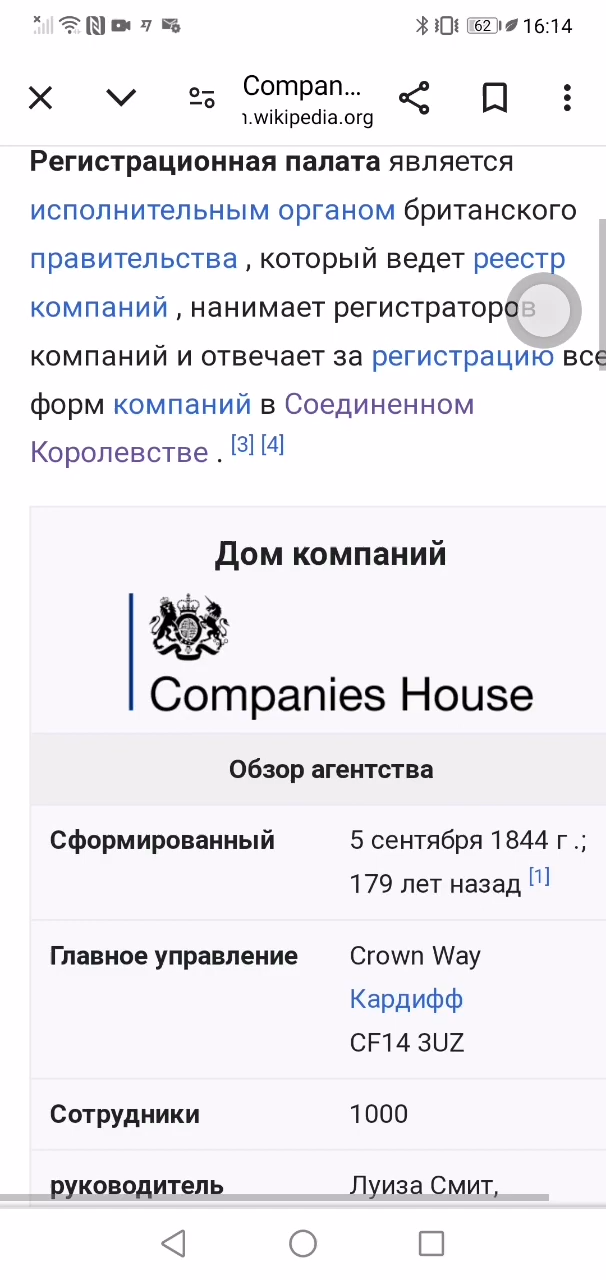 62 16:14
Compan...
.wikipedia.org
Регистрационная палата является
исполнительным органом британского
правительства , который ведет реестр
компаний , нанимает регистраторов
компаний и отвечает за регистрацию все
форм компаний в Соединенном
Королевстве . [3] [4]
Дом компаний
Companies House
Обзор агентства
Сформированный 5 сентября 1844 г .;
179 лет назад [1]
Главное управление Crown Way
Кардифф
CF14 3UZ
Сотрудники 1000
руководитель Луиза Смит,